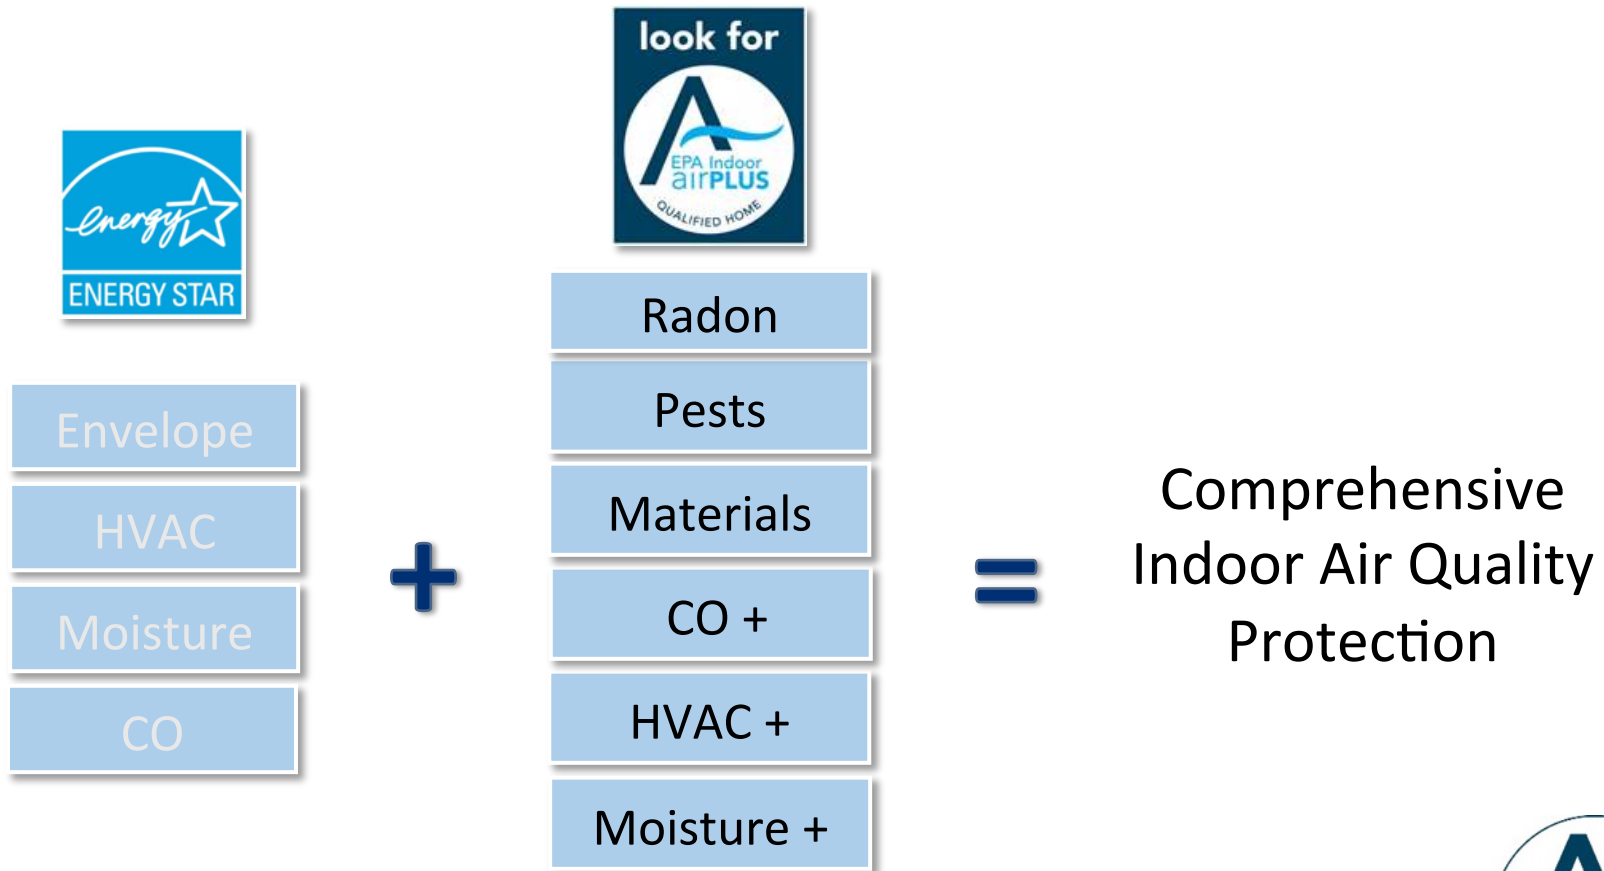 look for
EPA Indoor
airPLUS
QUALIFIED HOME
energy
ENERGY STAR
Envelope
HVAC
Moisture
CO
+
Radon
Pests
Materials
CO +
HVAC +
Moisture +
=
Comprehensive
Indoor Air Quality
Protection